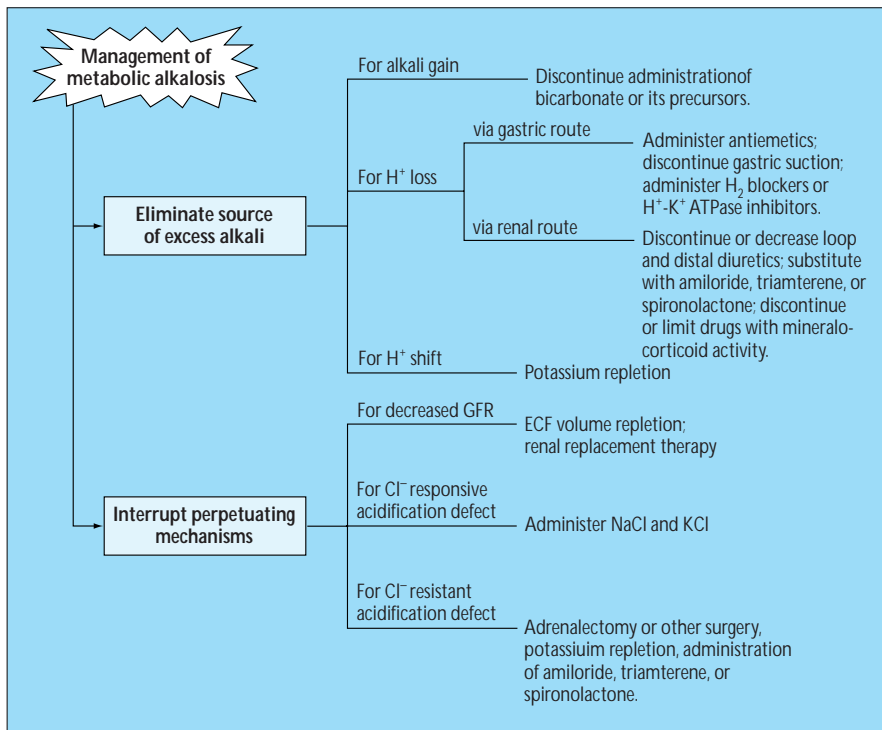 Management of
metabolic alkalosis
For alkali gain
Discontinue administrationof
bicarbonate or its precursors.
Eliminate source
of excess alkali
For H⁺ loss
via gastric route
Administer antiemetics;
discontinue gastric suction;
administer H₂ blockers or
H⁺-K⁺ ATPase inhibitors.
via renal route
Discontinue or decrease loop
and distal diuretics; substitute
with amiloride, triamterene, or
spironolactone; discontinue
or limit drugs with mineralo-
corticoid activity.
For H⁺ shift
Potassium repletion
Interrupt perpetuating
mechanisms
For decreased GFR
ECF volume repletion;
renal replacement therapy
For Cl⁻ responsive
acidification defect
Administer NaCl and KCl
For Cl⁻ resistant
acidification defect
Adrenalectomy or other surgery,
potassiuim repletion, administration
of amiloride, triamterene, or
spironolactone.